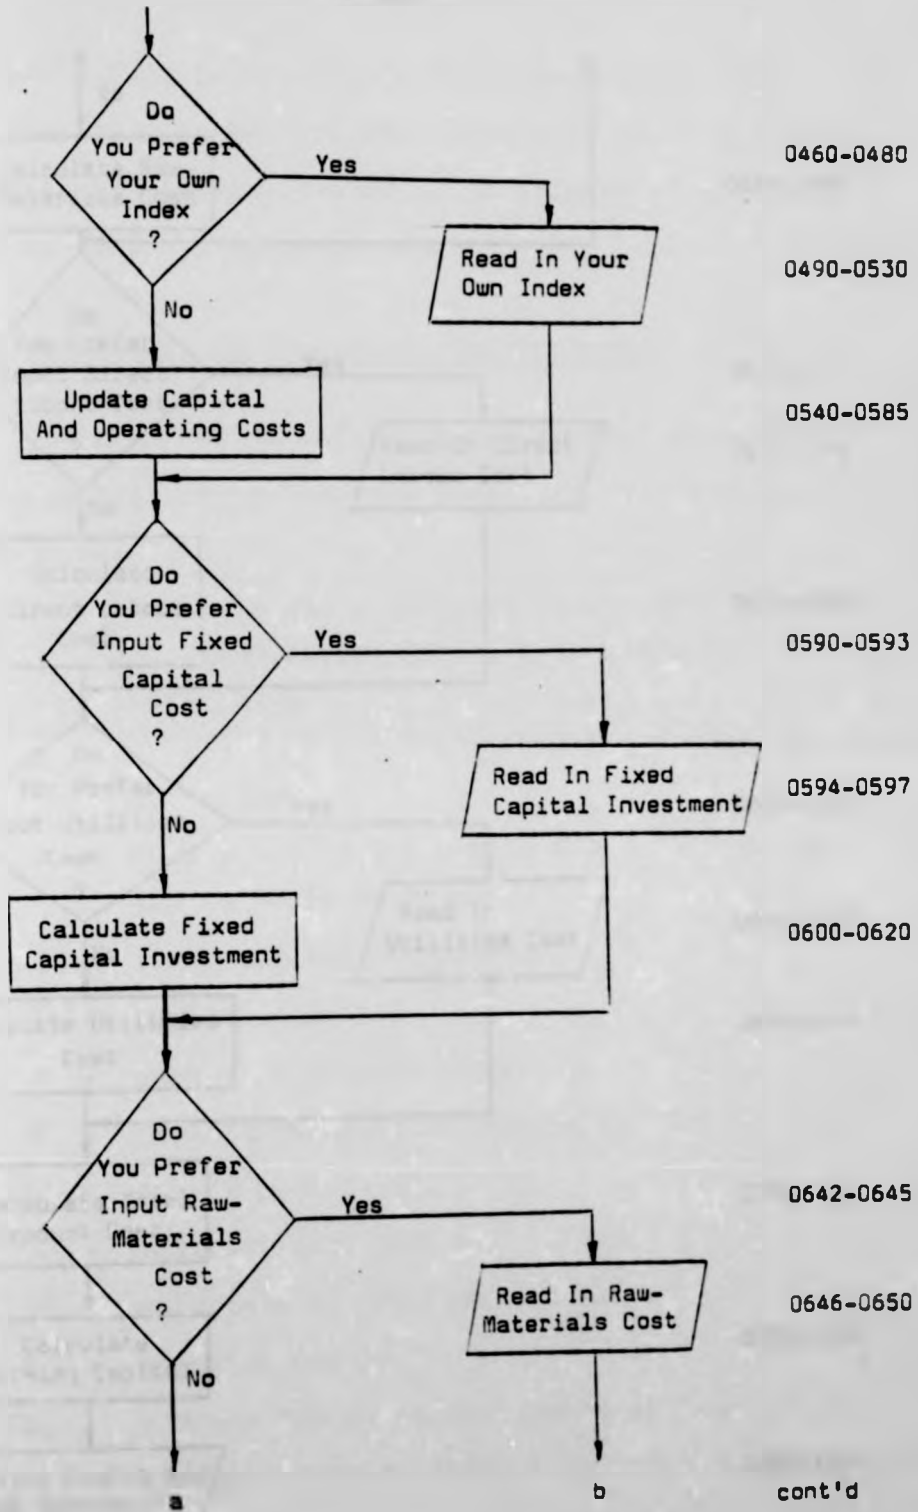 Do
You Prefer
Your Own
Index
?
Yes
0460-0480
Read In Your
Own Index
0490-0530
No
Update Capital
And Operating Costs
0540-0585
Do
You Prefer
Input Fixed
Capital
Cost
?
Yes
0590-0593
Read In Fixed
Capital Investment
0594-0597
No
Calculate Fixed
Capital Investment
0600-0620
Do
You Prefer
Input Raw-
Materials
Cost
?
Yes
0642-0645
Read In Raw-
Materials Cost
0646-0650
No
a
b
cont'd